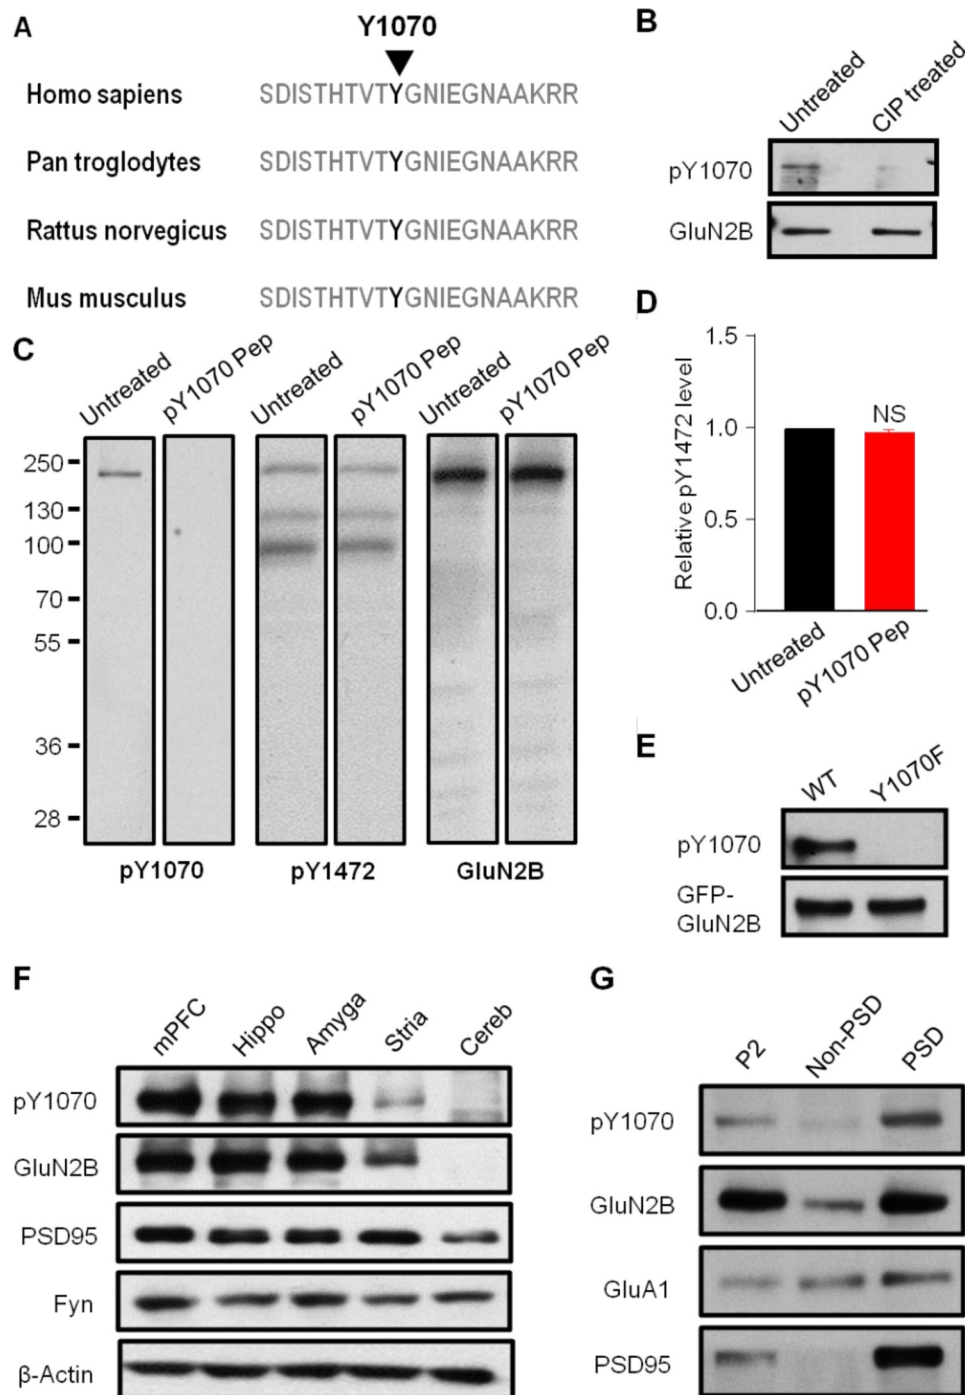 A
Y1070
Homo sapiens SDISTHTVTYGNIEGNAAKRR
Pan troglodytes SDISTHTVTYGNIEGNAAKRR
Rattus norvegicus SDISTHTVTYGNIEGNAAKRR
Mus musculus SDISTHTVTYGNIEGNAAKRR
B
Untreated CIP treated
pY1070
GluN2B
C
Untreated pY1070 Pep Untreated pY1070 Pep Untreated pY1070 Pep
250
130
100
70
55
36
28
pY1070 pY1472 GluN2B
D
Relative pY1472 level
1.5
1.0
0.5
0.0
NS
Untreated pY1070 Pep
E
WT Y1070F
pY1070
GFP-
GluN2B
F
mPFC Hippo Amyga Stria Cereb
pY1070
GluN2B
PSD95
Fyn
β-Actin
G
P2 Non-PSD PSD
pY1070
GluN2B
GluA1
PSD95